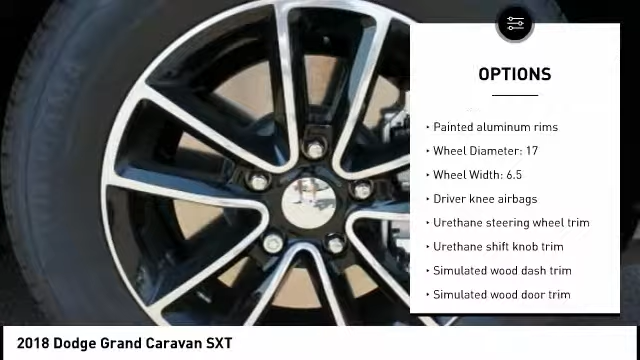 OPTIONS
• Painted aluminum rims
• Wheel Diameter: 17
• Wheel Width: 6.5
• Driver knee airbags
• Urethane steering wheel trim
• Urethane shift knob trim
• Simulated wood dash trim
• Simulated wood door trim
2018 Dodge Grand Caravan SXT